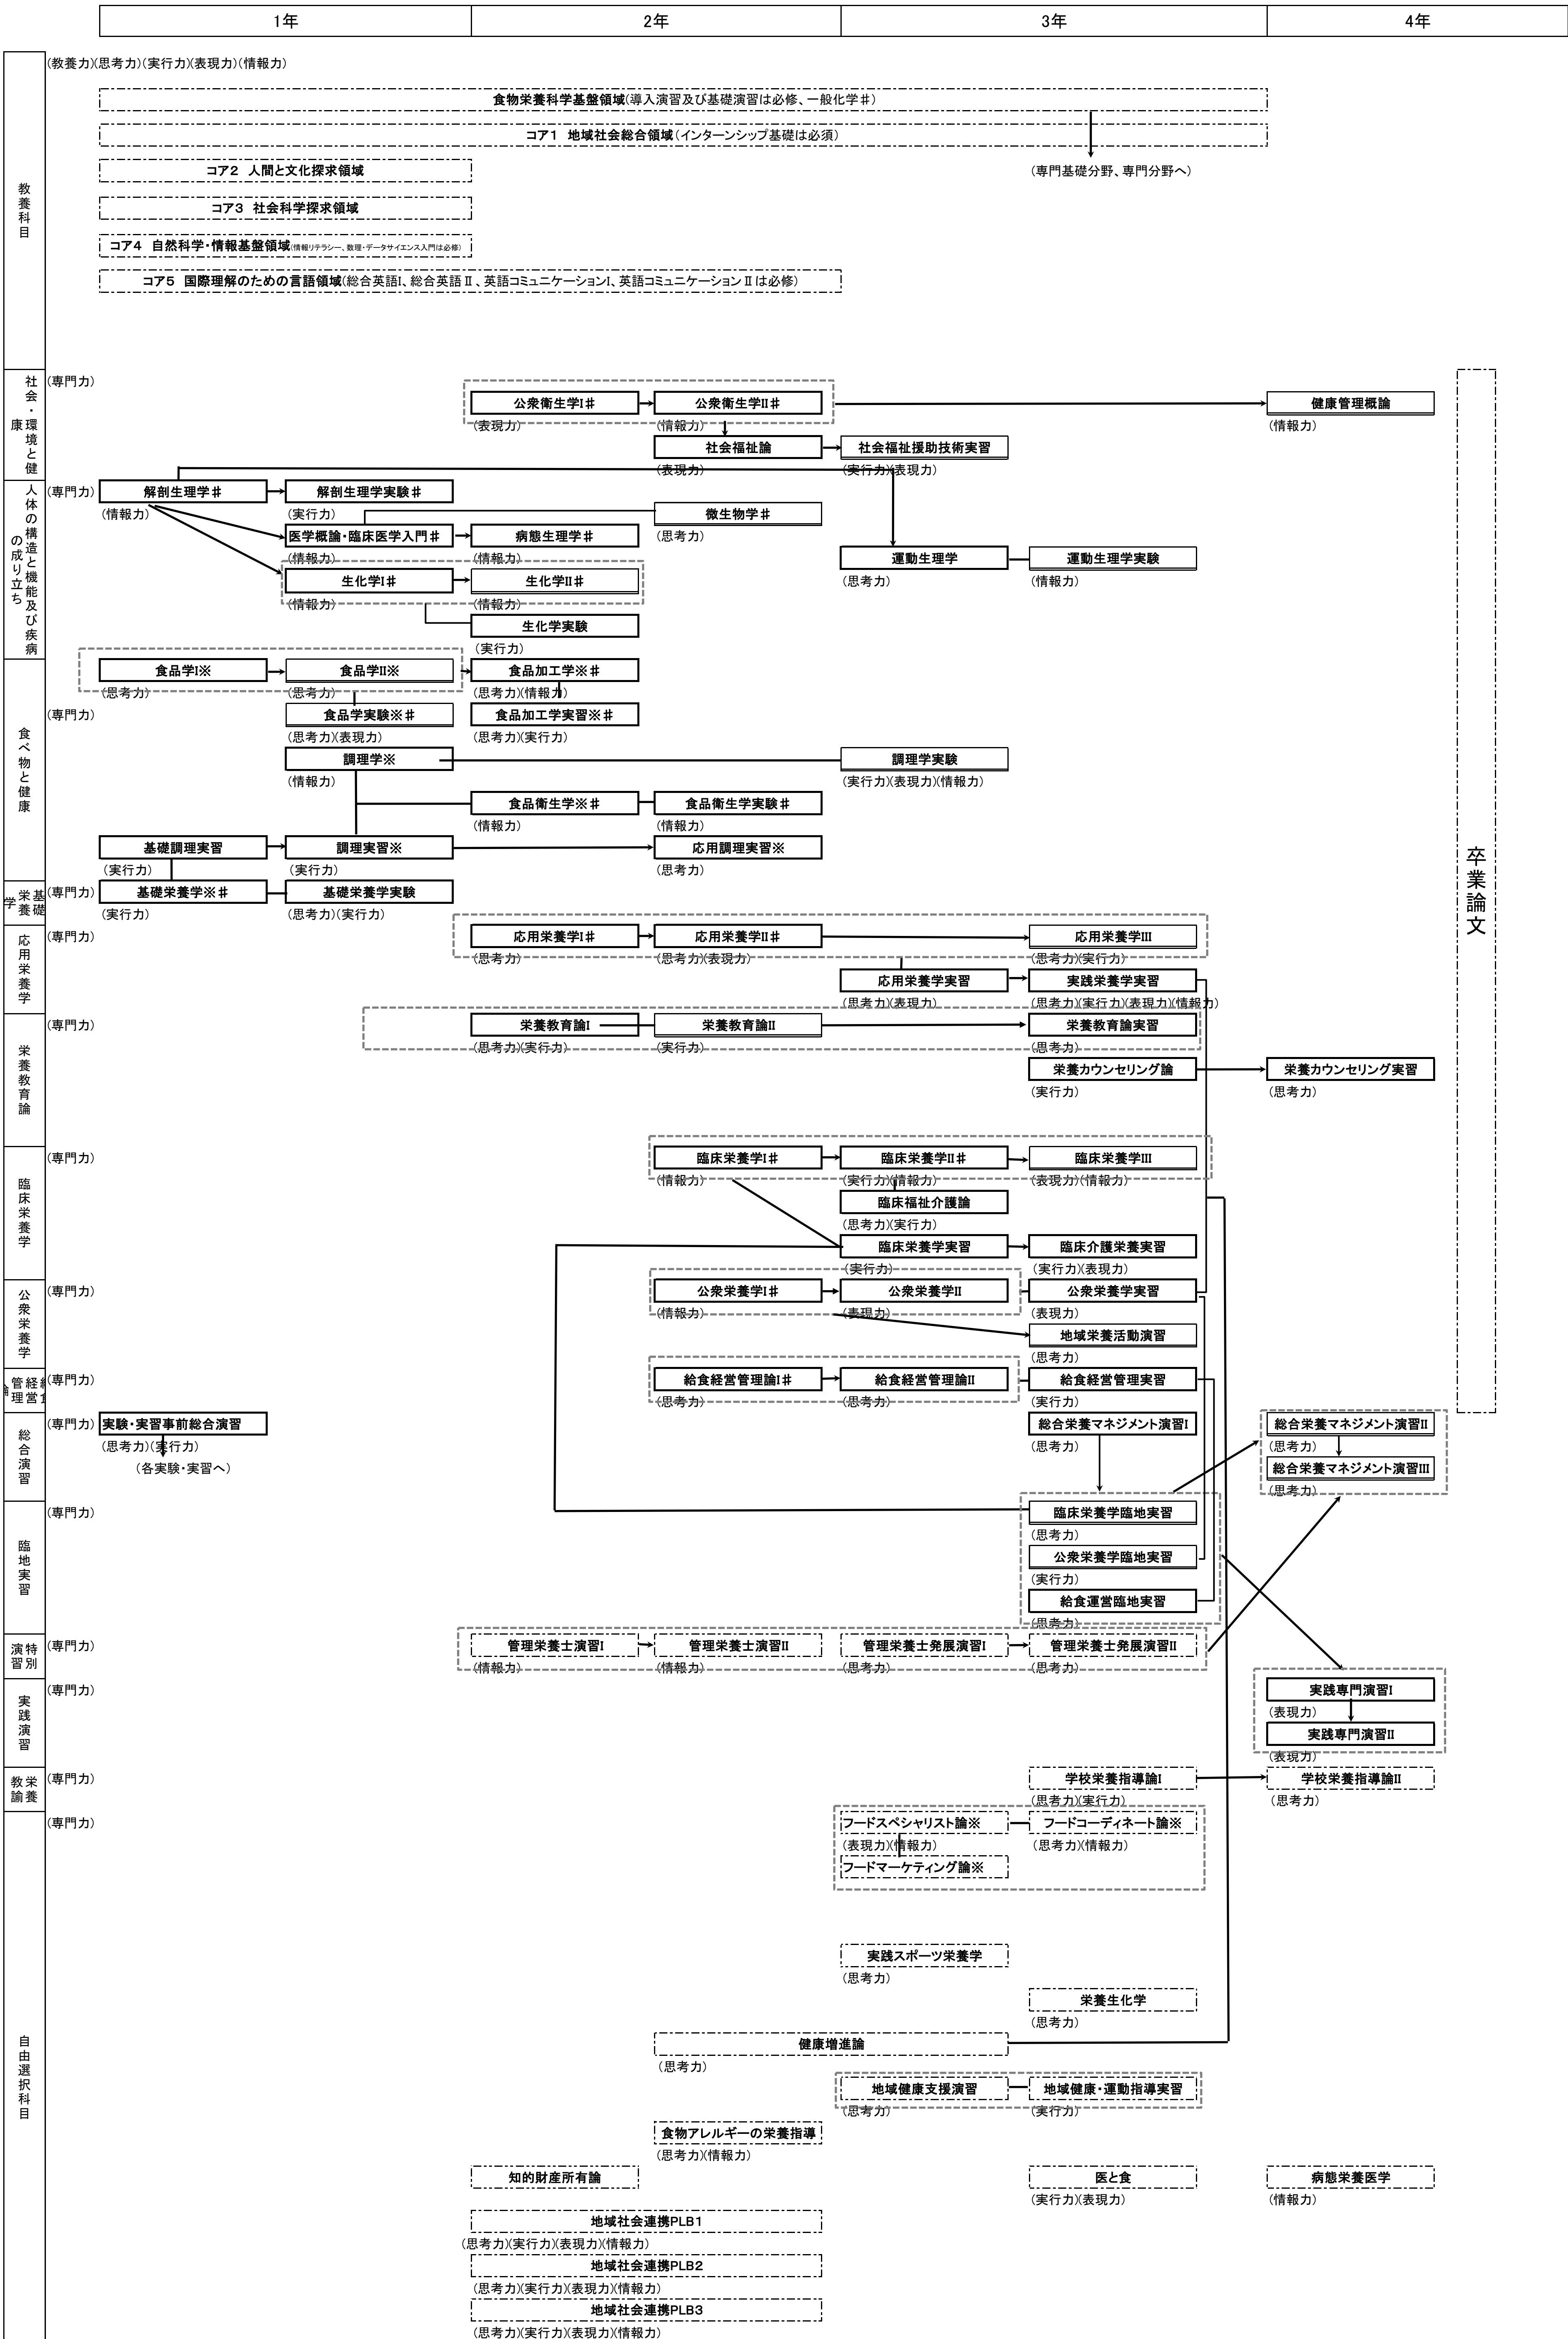 1年
2年
3年
4年
教養科目
(教養力)(思考力)(実行力)(表現力)(情報力)
食物栄養科学基盤領域(導入演習及び基礎演習は必修、一般化学♯)
コア1　地域社会総合領域(インターンシップ基礎は必須)
コア2　人間と文化探求領域
(専門基礎分野、専門分野へ)
コア3　社会科学探求領域
コア4　自然科学・情報基盤領域(情報リテラシー、数理・データサイエンス入門は必修)
コア5　国際理解のための言語領域(総合英語I、総合英語Ⅱ、英語コミュニケーションI、英語コミュニケーションⅡは必修)
社会・環境と健康
(専門力)
公衆衛生学I♯
公衆衛生学II♯
健康管理概論
(表現力)
(情報力)
(情報力)
社会福祉論
社会福祉援助技術実習
(表現力)
(実行力)(表現力)
人体の構造と機能及び疾病の成り立ち
(専門力)
解剖生理学♯
解剖生理学実験♯
(情報力)
(実行力)
微生物学♯
医学概論・臨床医学入門♯
病態生理学♯
(思考力)
(情報力)
(情報力)
運動生理学
運動生理学実験
生化学I♯
生化学II♯
(思考力)
(情報力)
(情報力)
(情報力)
生化学実験
(実行力)
食べ物と健康
食品学I※
食品学II※
食品加工学※♯
(思考力)
(思考力)
(思考力)(情報力)
(専門力)
食品学実験※♯
食品加工学実習※♯
(思考力)(表現力)
(思考力)(実行力)
調理学※
調理学実験
(情報力)
(実行力)(表現力)(情報力)
食品衛生学※♯
食品衛生学実験♯
(情報力)
(情報力)
基礎調理実習
調理実習※
応用調理実習※
(実行力)
(実行力)
(思考力)
基礎栄養学
(専門力)
基礎栄養学※♯
基礎栄養学実験
(実行力)
(思考力)(実行力)
卒業論文
応用栄養学
(専門力)
応用栄養学I♯
応用栄養学II♯
応用栄養学III
(思考力)
(思考力)(表現力)
(思考力)(実行力)
応用栄養学実習
実践栄養学実習
(思考力)(表現力)
(思考力)(実行力)(表現力)(情報力)
栄養教育論
(専門力)
栄養教育論I
栄養教育論II
栄養教育論実習
(思考力)(実行力)
(実行力)
(思考力)
栄養カウンセリング論
栄養カウンセリング実習
(実行力)
(思考力)
臨床栄養学
(専門力)
臨床栄養学I♯
臨床栄養学II♯
臨床栄養学III
(情報力)
(実行力)(情報力)
(表現力)(情報力)
臨床福祉介護論
(思考力)(実行力)
臨床栄養学実習
臨床介護栄養実習
(実行力)
(実行力)(表現力)
公衆栄養学
(専門力)
公衆栄養学I♯
公衆栄養学II
公衆栄養学実習
(情報力)
(表現力)
(表現力)
地域栄養活動演習
(思考力)
経営管理
(専門力)
給食経営管理論I♯
給食経営管理論II
給食経営管理実習
(思考力)
(思考力)
(実行力)
総合演習
(専門力)
実験・実習事前総合演習
総合栄養マネジメント演習I
総合栄養マネジメント演習II
(思考力)(実行力)
(思考力)
(思考力)
(各実験・実習へ)
総合栄養マネジメント演習III
(思考力)
臨地実習
(専門力)
臨床栄養学臨地実習
(思考力)
公衆栄養学臨地実習
(実行力)
給食運営臨地実習
(思考力)
特別演習
(専門力)
管理栄養士演習I
管理栄養士演習II
管理栄養士発展演習I
管理栄養士発展演習II
(情報力)
(情報力)
(思考力)
(思考力)
実践演習
(専門力)
実践専門演習I
(表現力)
実践専門演習II
(表現力)
栄養教諭
(専門力)
学校栄養指導論I
学校栄養指導論II
(思考力)(実行力)
(思考力)
自由選択科目
(専門力)
フードスペシャリスト論※
フードコーディネート論※
(表現力)(情報力)
(思考力)(情報力)
フードマーケティング論※
実践スポーツ栄養学
(思考力)
栄養生化学
(思考力)
健康増進論
(思考力)
地域健康支援演習
地域健康・運動指導実習
(思考力)
(実行力)
食物アレルギーの栄養指導
(思考力)(情報力)
知的財産所有論
医と食
病態栄養医学
(実行力)(表現力)
(情報力)
地域社会連携PLB1
(思考力)(実行力)(表現力)(情報力)
地域社会連携PLB2
(思考力)(実行力)(表現力)(情報力)
地域社会連携PLB3
(思考力)(実行力)(表現力)(情報力)